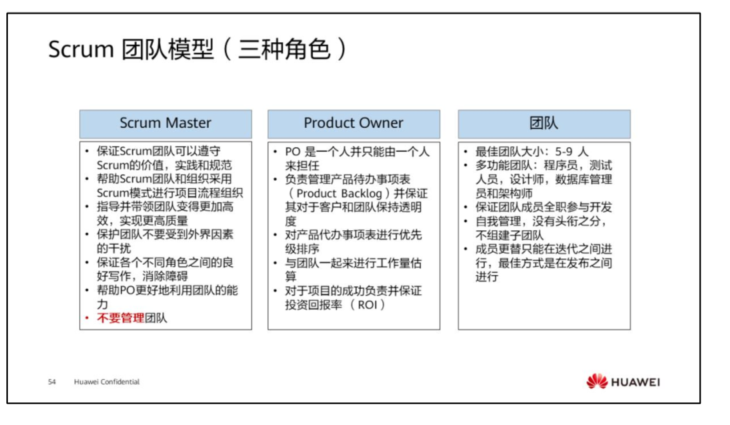 Scrum 团队模型（三种角色）
Scrum Master
• 保证Scrum团队可以遵守
Scrum的价值，实践和规范
• 帮助Scrum团队和组织采用
Scrum模式进行项目流程组织
• 指导并带领团队变得更加高
效，实现更高质量
• 保护团队不要受到外界因素
的干扰
• 保证各个不同角色之间的良
好写作，消除障碍
• 帮助PO更好地利用团队的能
力
• 不要管理团队
Product Owner
• PO 是一个人并只能由一个人
来担任
• 负责管理产品待办事项表
（Product Backlog）并保证
其对于客户和团队保持透明
度
• 对产品代办事项表进行优先
级排序
• 与团队一起来进行工作量估
算
• 对于项目的成功负责并保证
投资回报率 （ROI）
团队
• 最佳团队大小：5-9 人
• 多功能团队：程序员，测试
人员，设计师，数据库管理
员和架构师
• 保证团队成员全职参与开发
• 自我管理，没有头衔之分，
不组建子团队
• 成员更替只能在迭代之间进
行，最佳方式是在发布之间
进行
54 Huawei Confidential
HUAWEI